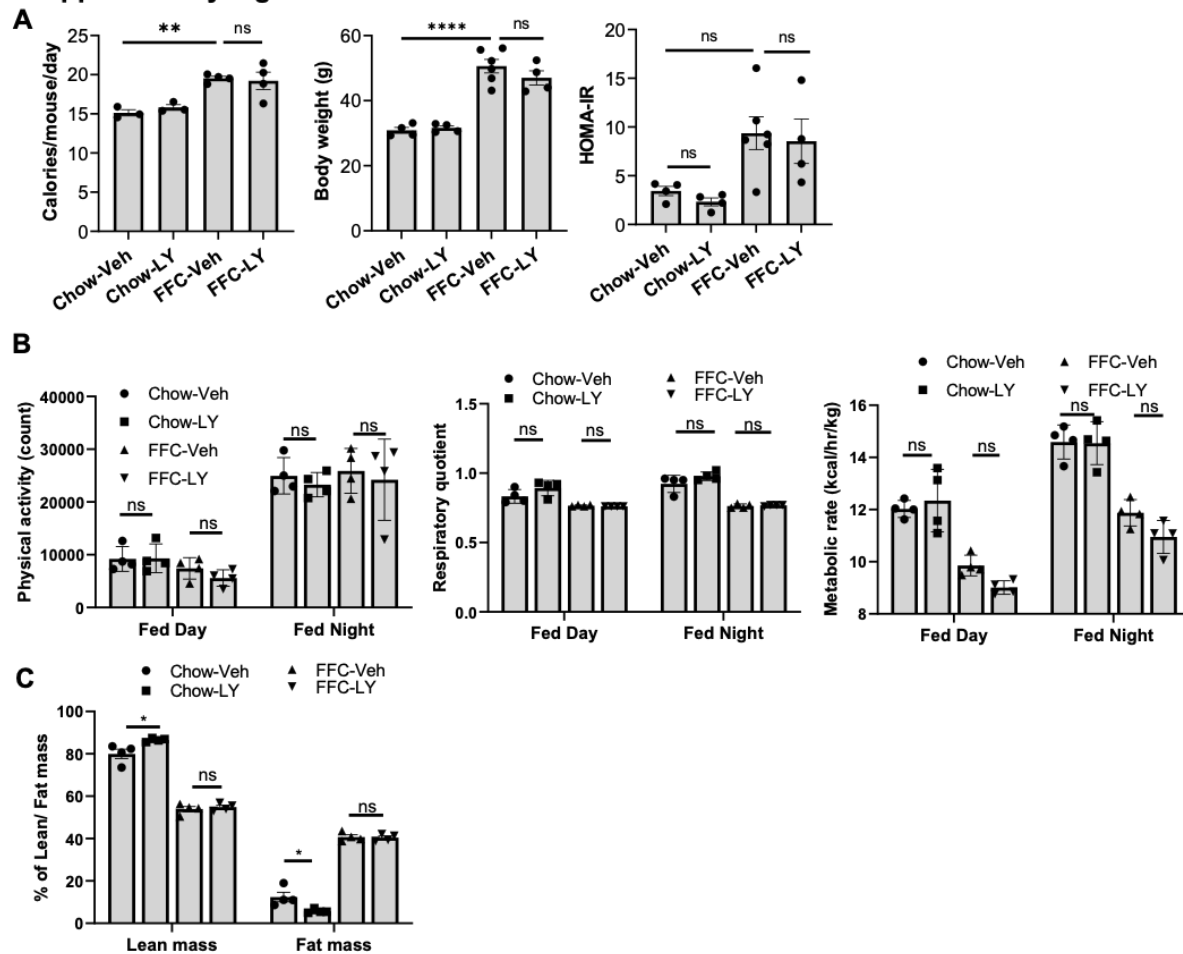 A
Calories/mouse/day
25
20
15
10
5
0
**
ns
Chow-Veh
Chow-LY
FFC-Veh
FFC-LY
Body weight (g)
60
40
20
0
****
ns
Chow-Veh
Chow-LY
FFC-Veh
FFC-LY
HOMA-IR
20
15
10
5
0
ns
ns
ns
Chow-Veh
Chow-LY
FFC-Veh
FFC-LY
B
Physical activity (count)
40000
30000
20000
10000
0
Chow-Veh
Chow-LY
FFC-Veh
FFC-LY
ns
ns
ns
ns
Fed Day
Fed Night
Respiratory quotient
1.5
1.0
0.5
0.0
Chow-Veh
Chow-LY
FFC-Veh
FFC-LY
ns
ns
ns
ns
Fed Day
Fed Night
Metabolic rate (kcal/hr/kg)
16
14
12
10
8
Chow-Veh
Chow-LY
FFC-Veh
FFC-LY
ns
ns
ns
ns
Fed Day
Fed Night
C
% of Lean/ Fat mass
100
80
60
40
20
0
Chow-Veh
Chow-LY
FFC-Veh
FFC-LY
*
ns
*
ns
Lean mass
Fat mass